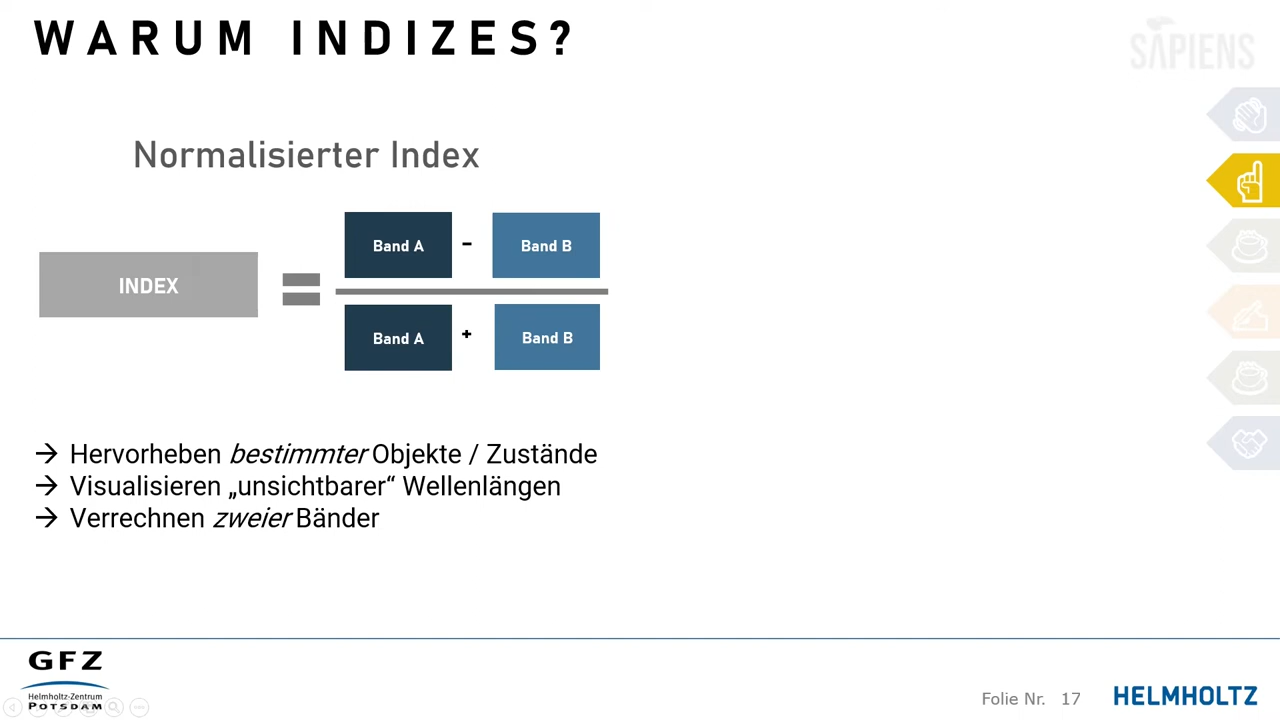 WARUM INDIZES?
SAPIENS
Normalisierter Index
Band A - Band B
INDEX =
Band A + Band B
→ Hervorheben bestimmter Objekte / Zustände
→ Visualisieren „unsichtbarer“ Wellenlängen
→ Verrechnen zweier Bänder
GFZ
Helmholtz-Zentrum
POTSDAM
Folie Nr. 17
HELMHOLTZ